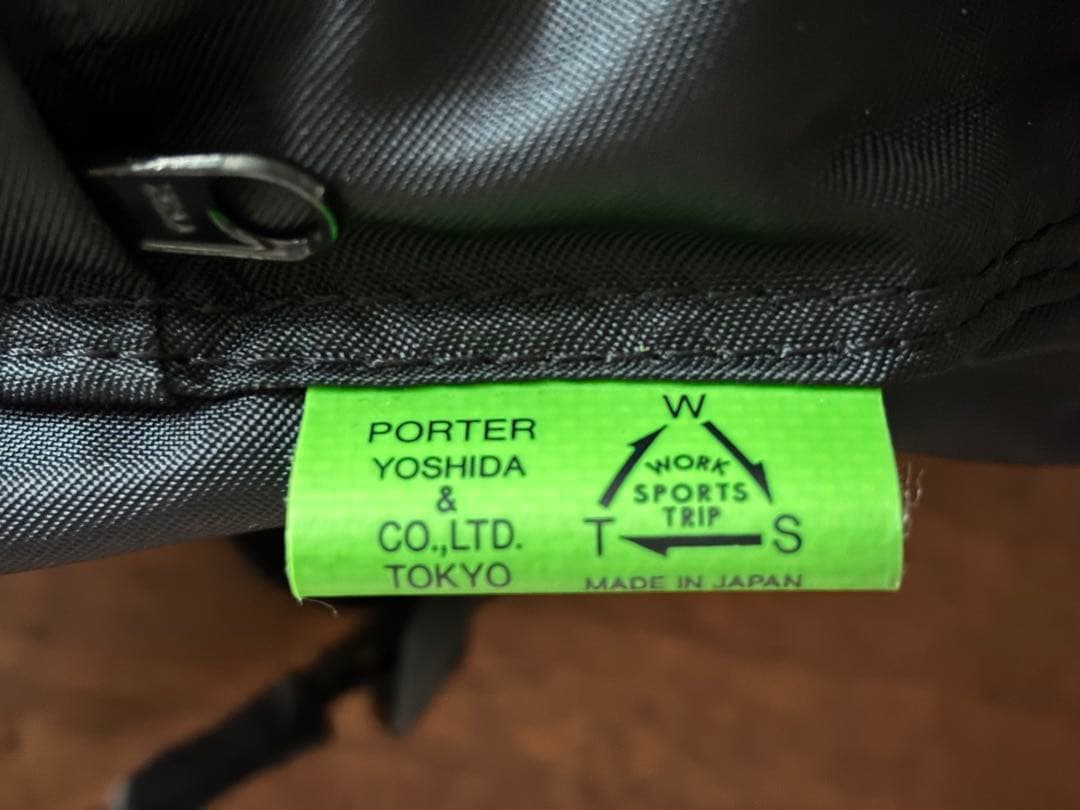 PORTER
YOSHIDA
&
CO.,LTD.
TOKYO
W
WORK
SPORTS
TRIP
T S
MADE IN JAPAN